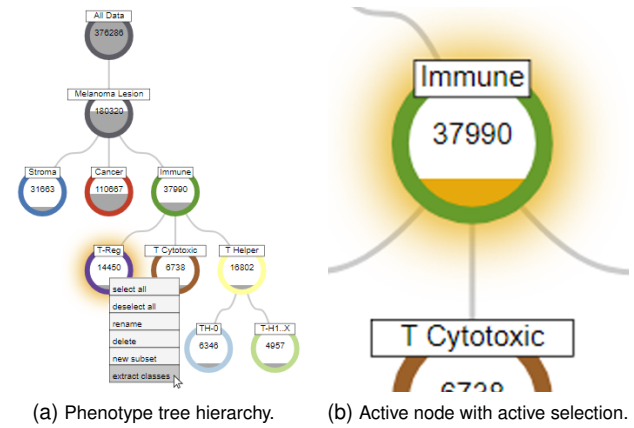 All Data
376286
Melanoma Lesion
180320
Stroma
Cancer
Immune
31663
110667
37990
T-Reg
T Cytotoxic
T Helper
14450
6738
16802
select all
deselect all
rename
delete
new subset
extract classes
TH-0
T-H1..X
6346
4957
(a) Phenotype tree hierarchy.
Immune
37990
T Cytotoxic
6738
(b) Active node with active selection.